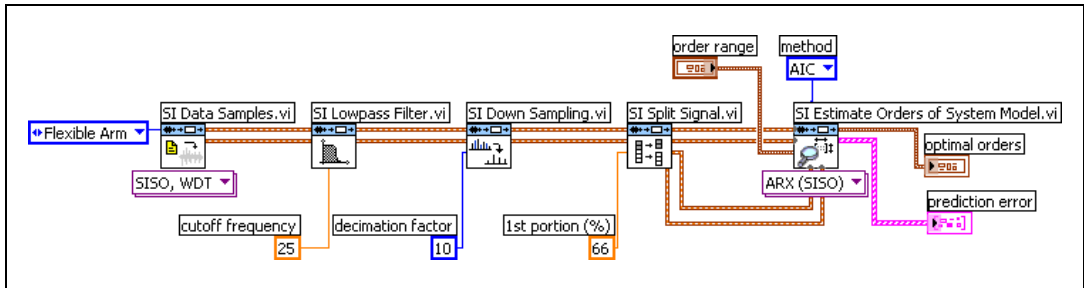 order range
method
AIC
SI Data Samples.vi
SI Lowpass Filter.vi
SI Down Sampling.vi
SI Split Signal.vi
SI Estimate Orders of System Model.vi
Flexible Arm
optimal orders
SISO, WDT
ARX (SISO)
prediction error
cutoff frequency
25
decimation factor
10
1st portion (%)
66